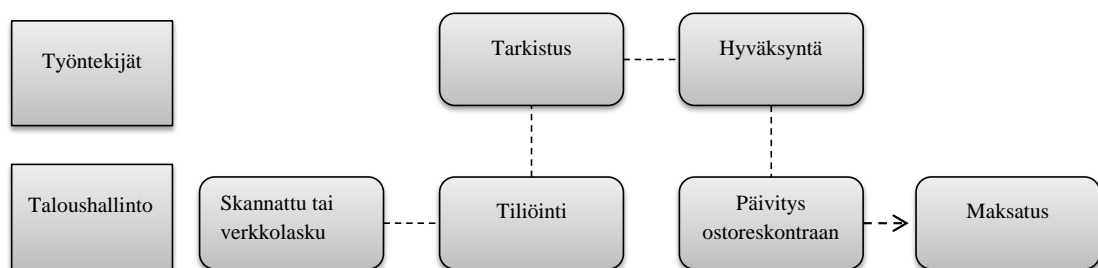 Työntekijät
Tarkistus
Hyväksyntä
Taloushallinto
Skannattu tai
verkkolasku
Tiliöinti
Päivitys
ostoreskontraan
Maksatus